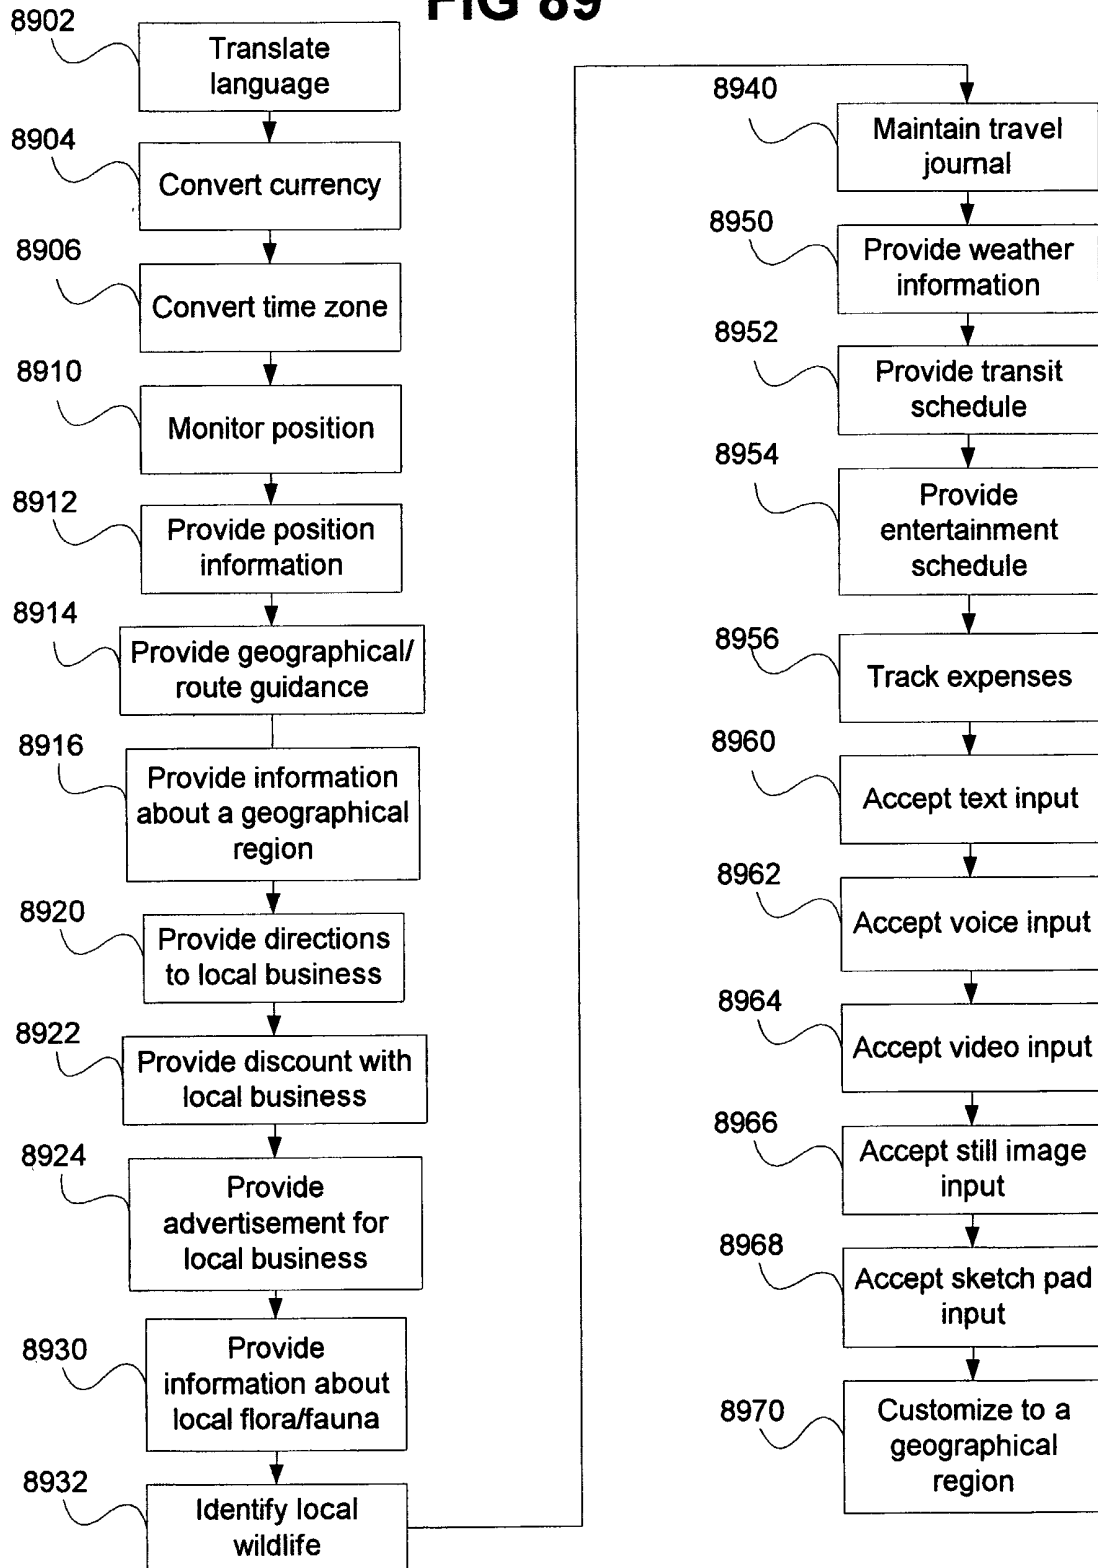 FIG 89
8902
Translate
language
8904
Convert currency
8906
Convert time zone
8910
Monitor position
8912
Provide position
information
8914
Provide geographical/
route guidance
8916
Provide information
about a geographical
region
8920
Provide directions
to local business
8922
Provide discount with
local business
8924
Provide
advertisement for
local business
8930
Provide
information about
local flora/fauna
8932
Identify local
wildlife
8940
Maintain travel
journal
8950
Provide weather
information
8952
Provide transit
schedule
8954
Provide
entertainment
schedule
8956
Track expenses
8960
Accept text input
8962
Accept voice input
8964
Accept video input
8966
Accept still image
input
8968
Accept sketch pad
input
8970
Customize to a
geographical
region